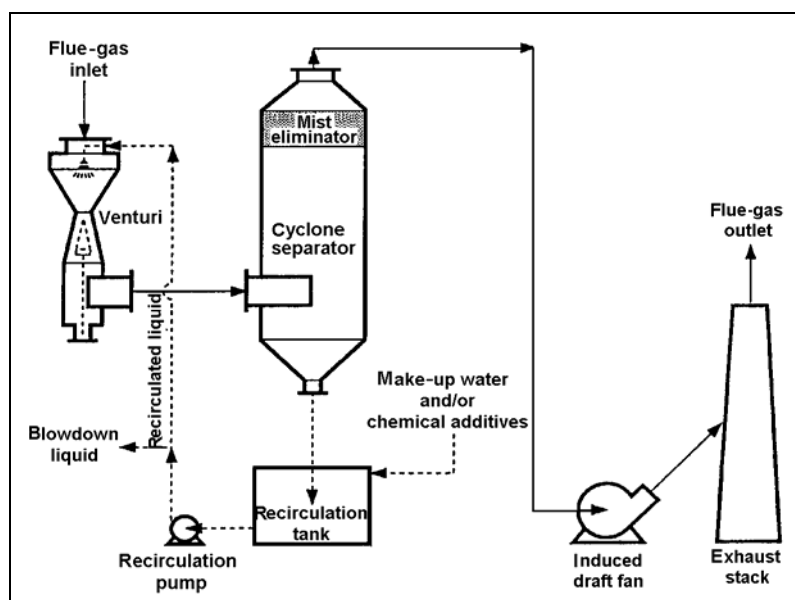 Flue-gas
inlet
Mist
eliminator
Venturi
Cyclone
separator
Flue-gas
outlet
Recirculated liquid
Make-up water
and/or
chemical additives
Blowdown
liquid
Recirculation
tank
Recirculation
pump
Induced
draft fan
Exhaust
stack